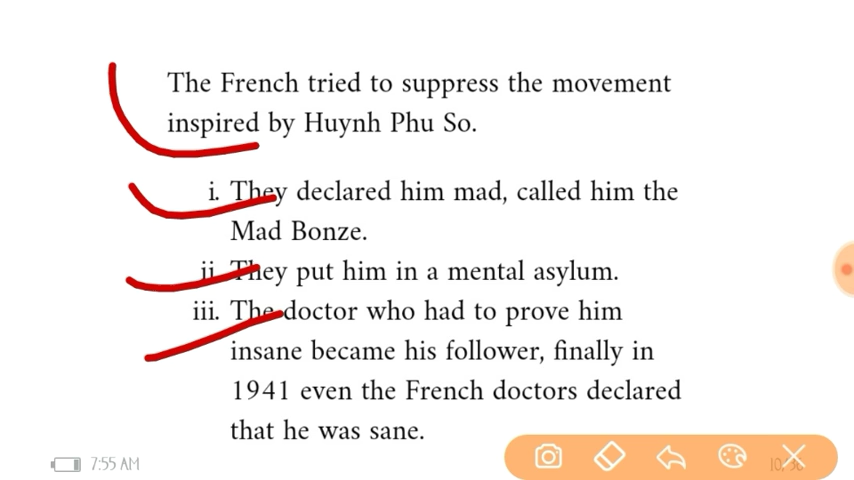 The French tried to suppress the movement
inspired by Huynh Phu So.
i. They declared him mad, called him the
Mad Bonze.
ii. They put him in a mental asylum.
iii. The doctor who had to prove him
insane became his follower, finally in
1941 even the French doctors declared
that he was sane.
7:55 AM